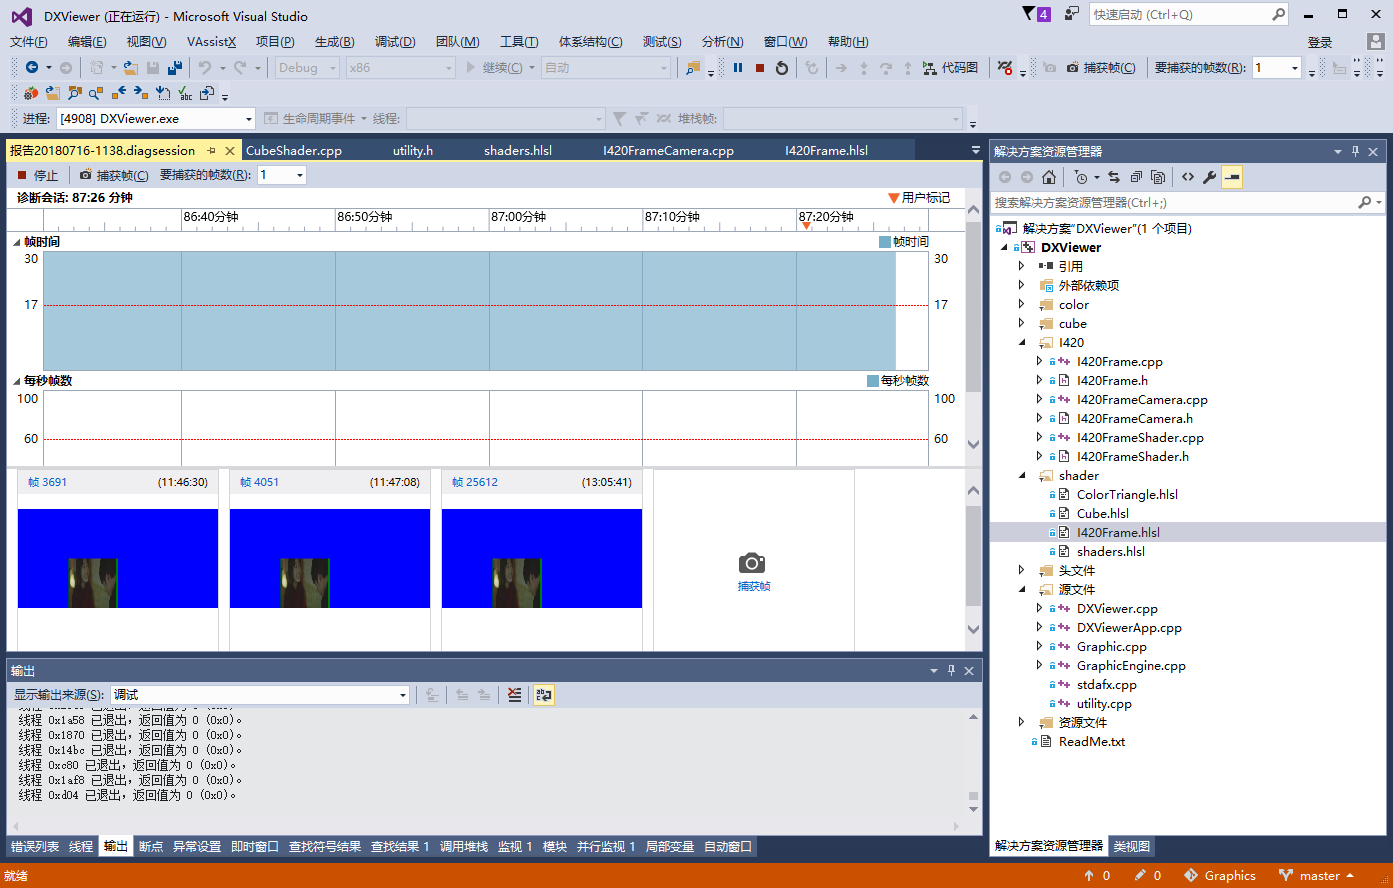 DXViewer (正在运行) - Microsoft Visual Studio
4
快速启动 (Ctrl+Q)
文件(F) 编辑(E) 视图(V) VAssistX 项目(P) 生成(B) 调试(D) 团队(M) 工具(T) 体系结构(C) 测试(S) 分析(N) 窗口(W) 帮助(H)
登录
Debug x86 继续(C) 自动 代码图 捕获帧(C) 要捕获的帧数(R): 1
进程: [4908] DXViewer.exe 生命周期事件 线程: 堆栈帧:
报告20180716-1138.diagsession CubeShader.cpp utility.h shaders.hlsl I420FrameCamera.cpp I420Frame.hlsl
停止 捕获帧(C) 要捕获的帧数(R): 1
诊断会话: 87:26 分钟 用户标记
86:40分钟 86:50分钟 87:00分钟 87:10分钟 87:20分钟
帧时间 帧时间
30 30
17 17
每秒帧数 每秒帧数
100 100
60 60
帧 3691 (11:46:30) 帧 4051 (11:47:08) 帧 25612 (13:05:41)
捕获帧
输出
显示输出来源(S): 调试
线程 0x1a58 已退出，返回值为 0 (0x0)。
线程 0x1870 已退出，返回值为 0 (0x0)。
线程 0x14bc 已退出，返回值为 0 (0x0)。
线程 0xc80 已退出，返回值为 0 (0x0)。
线程 0x1af8 已退出，返回值为 0 (0x0)。
线程 0xd04 已退出，返回值为 0 (0x0)。
错误列表 线程 输出 断点 异常设置 即时窗口 查找符号结果 查找结果 1 调用堆栈 监视 1 模块 并行监视 1 局部变量 自动窗口
解决方案资源管理器
搜索解决方案资源管理器(Ctrl+;)
解决方案"DXViewer"(1 个项目)
DXViewer
引用
外部依赖项
color
cube
I420
I420Frame.cpp
I420Frame.h
I420FrameCamera.cpp
I420FrameCamera.h
I420FrameShader.cpp
I420FrameShader.h
shader
ColorTriangle.hlsl
Cube.hlsl
I420Frame.hlsl
shaders.hlsl
头文件
源文件
DXViewer.cpp
DXViewerApp.cpp
Graphic.cpp
GraphicEngine.cpp
stdafx.cpp
utility.cpp
资源文件
ReadMe.txt
解决方案资源管理器 类视图
就绪
0 0 Graphics master